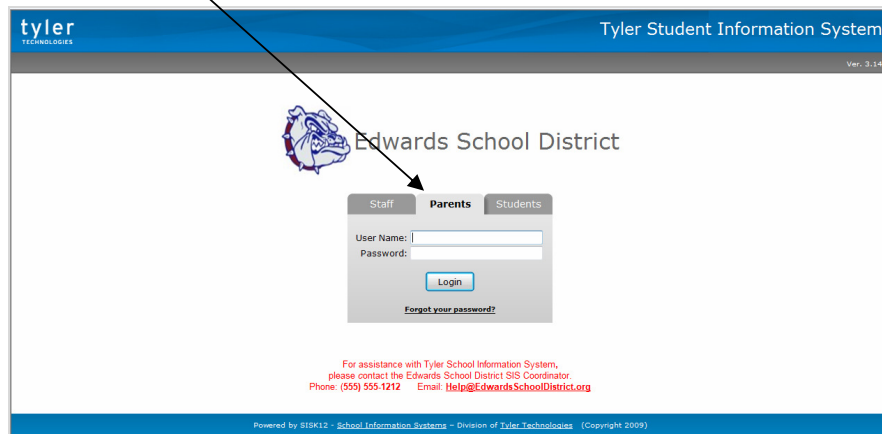 tyler
TECHNOLOGIES
Tyler Student Information System
Ver. 3.14
Edwards School District
Staff Parents Students
User Name:
Password:
Login
Forgot your password?
For assistance with Tyler School Information System,
please contact the Edwards School District SIS Coordinator.
Phone: (555) 555-1212 Email: Help@EdwardsSchoolDistrict.org
Powered by SISK12 - School Information Systems – Division of Tyler Technologies (Copyright 2009)